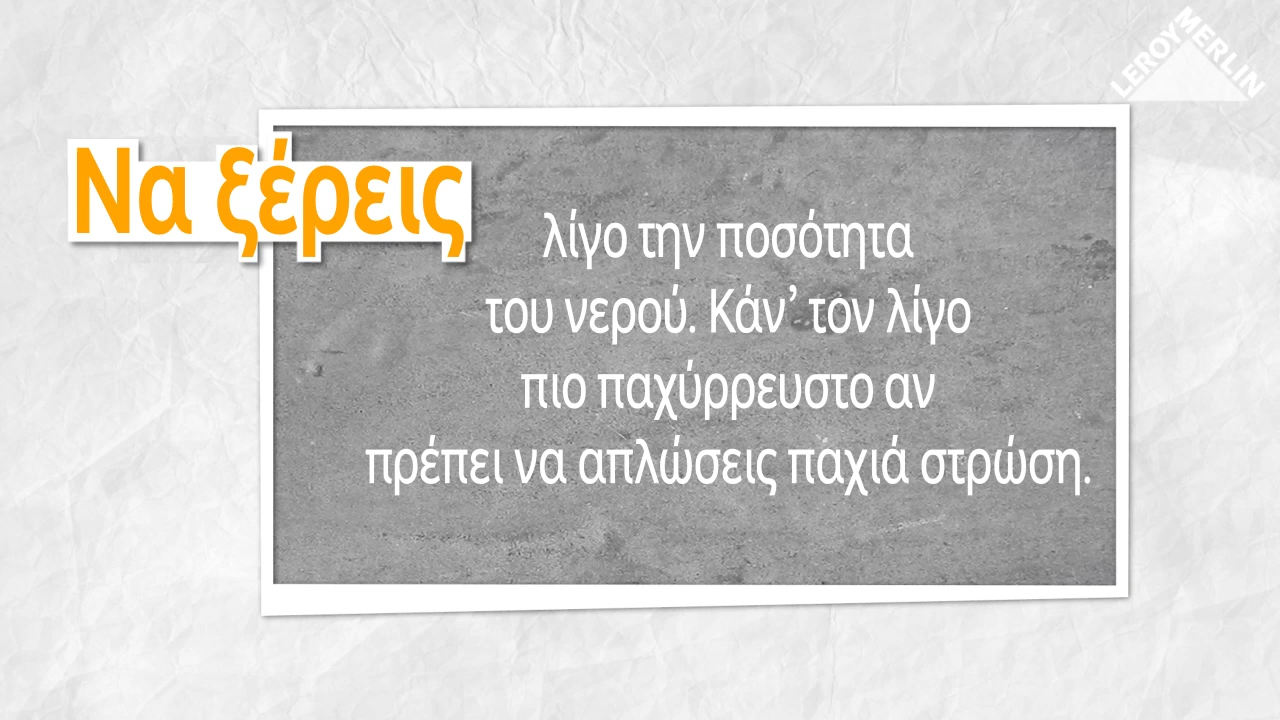 LEROY MERLIN
Να ξέρεις
λίγο την ποσότητα
του νερού. Κάν’ τον λίγο
πιο παχύρρευστο αν
πρέπει να απλώσεις παχιά στρώση.